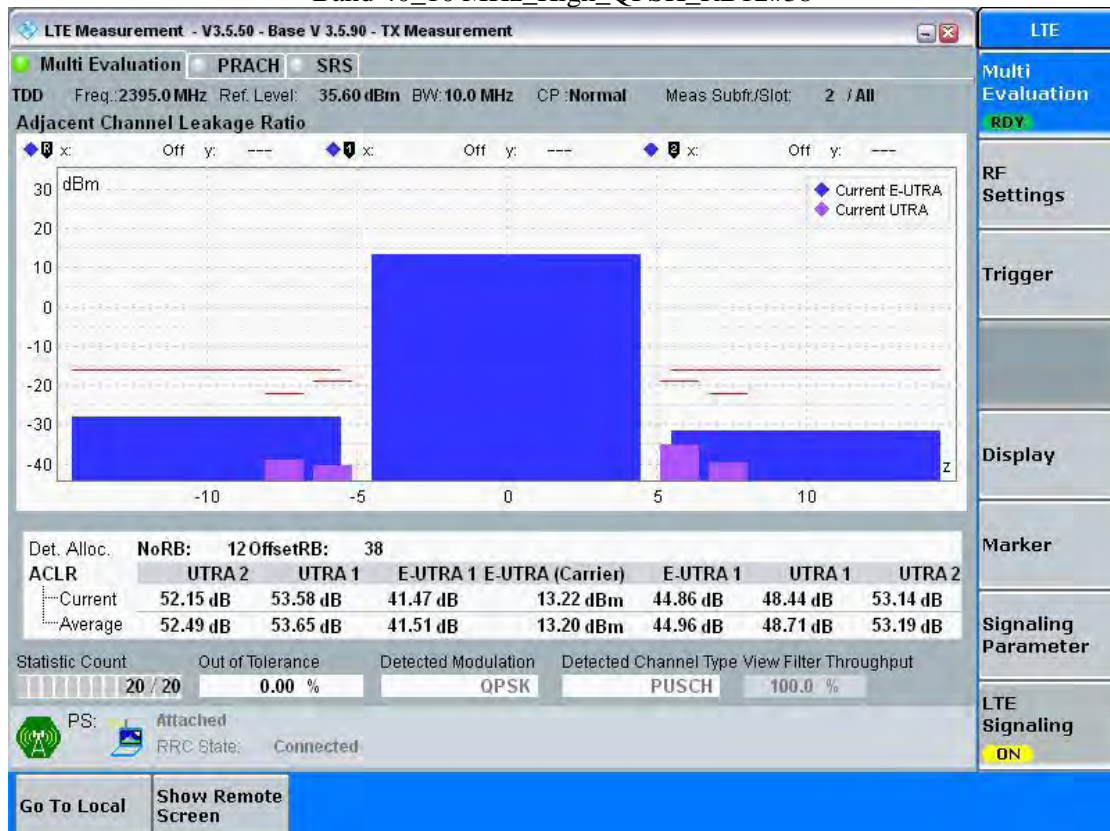 LTE Measurement - V3.5.50 - Base V 3.5.90 - TX Measurement
LTE
Multi Evaluation PRACH SRS
Multi Evaluation
RDY
TDD Freq.:2395.0 MHz Ref. Level: 35.60 dBm BW:10.0 MHz CP :Normal Meas Subfr./Slot: 2 / All
Adjacent Channel Leakage Ratio
R x: Off y: --- 1 x: Off y: --- 2 x: Off y: ---
dBm
Current E-UTRA
Current UTRA
30
20
10
0
-10
-20
-30
-40
z
-10 -5 0 5 10
RF Settings
Trigger
Display
Marker
Signaling Parameter
LTE Signaling
ON
Det. Alloc. NoRB: 12 OffsetRB: 38
ACLR UTRA 2 UTRA 1 E-UTRA 1 E-UTRA (Carrier) E-UTRA 1 UTRA 1 UTRA 2
Current 52.15 dB 53.58 dB 41.47 dB 13.22 dBm 44.86 dB 48.44 dB 53.14 dB
Average 52.49 dB 53.65 dB 41.51 dB 13.20 dBm 44.96 dB 48.71 dB 53.19 dB
Statistic Count Out of Tolerance Detected Modulation Detected Channel Type View Filter Throughput
20 / 20 0.00 % QPSK PUSCH 100.0 %
PS: Attached
RRC State: Connected
Go To Local
Show Remote Screen